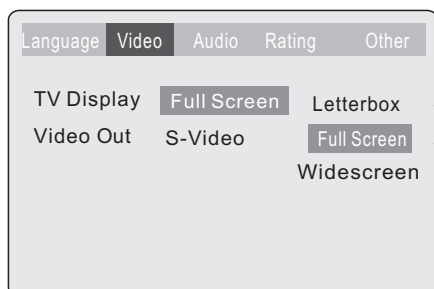 Language Video Audio Rating Other
TV Display Full Screen Letterbox
Video Out S-Video Full Screen
Widescreen